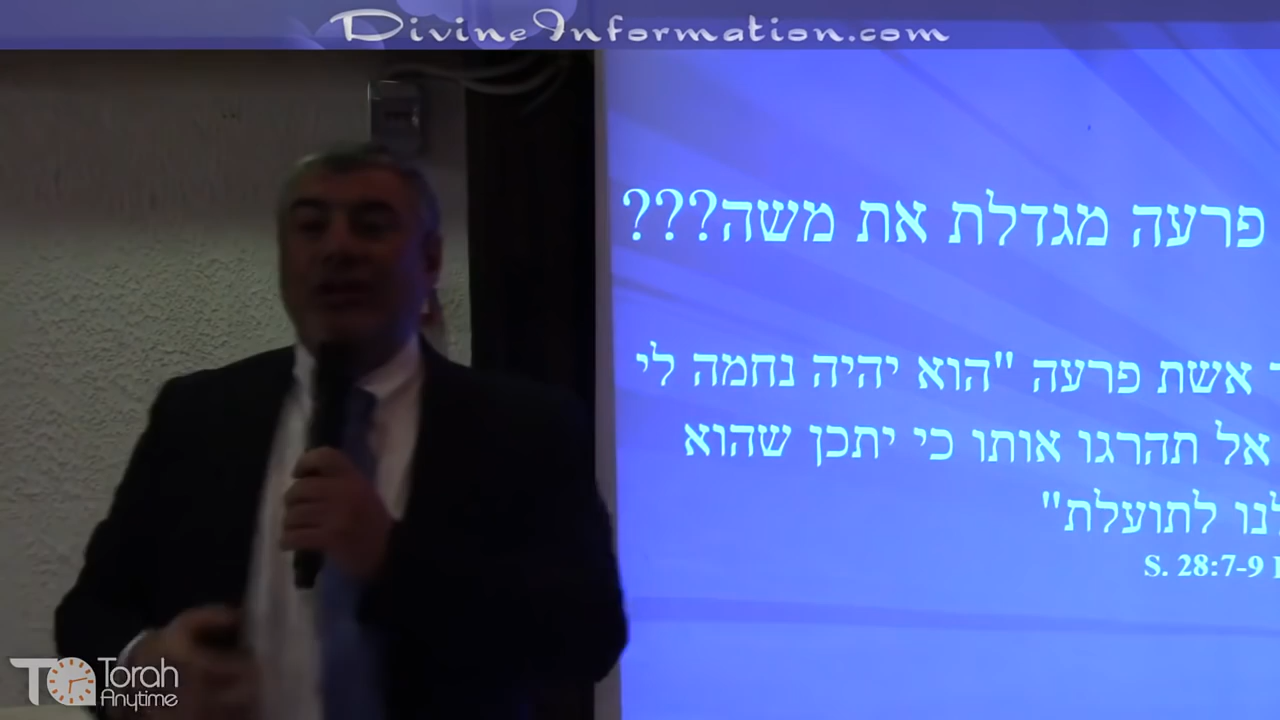 DivineInformation.com
פרעה מגדלת את משה???
אשת פרעה "הוא יהיה נחמה לי
אל תהרגו אותו כי יתכן שהוא
לתועלת"
S. 28:7-9
Torah
Anytime